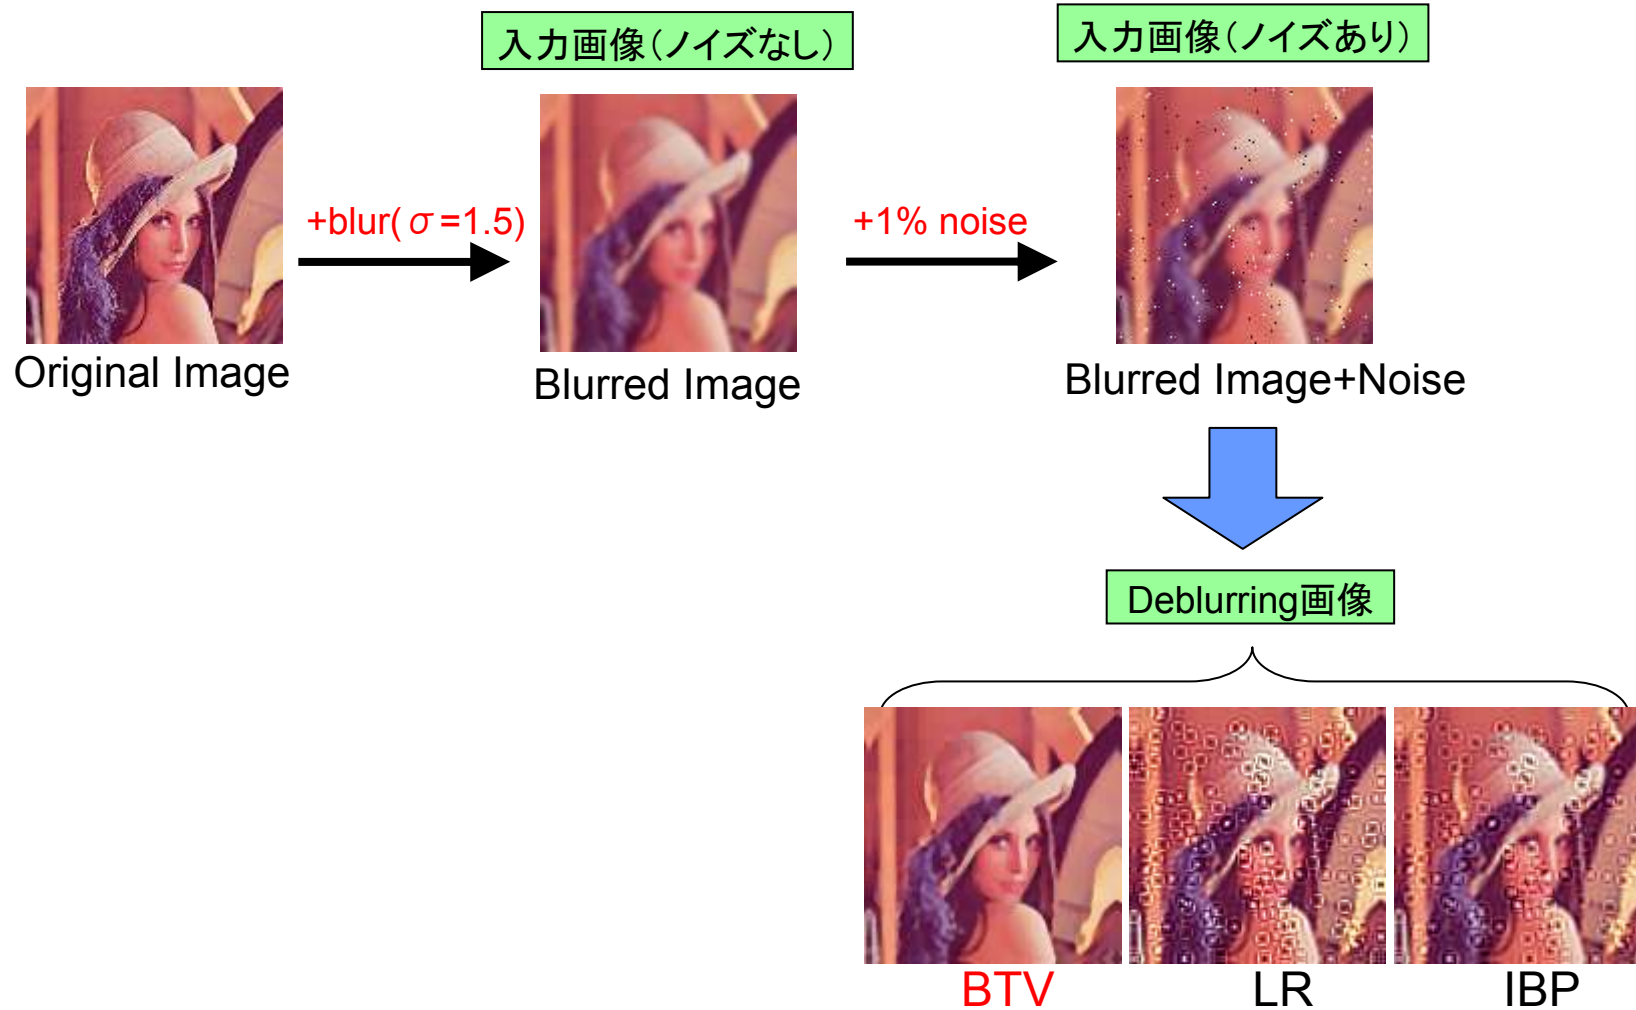 入力画像(ノイズなし)
入力画像(ノイズあり)
+blur(σ=1.5)
+1% noise
Original Image
Blurred Image
Blurred Image+Noise
Deblurring画像
BTV
LR
IBP